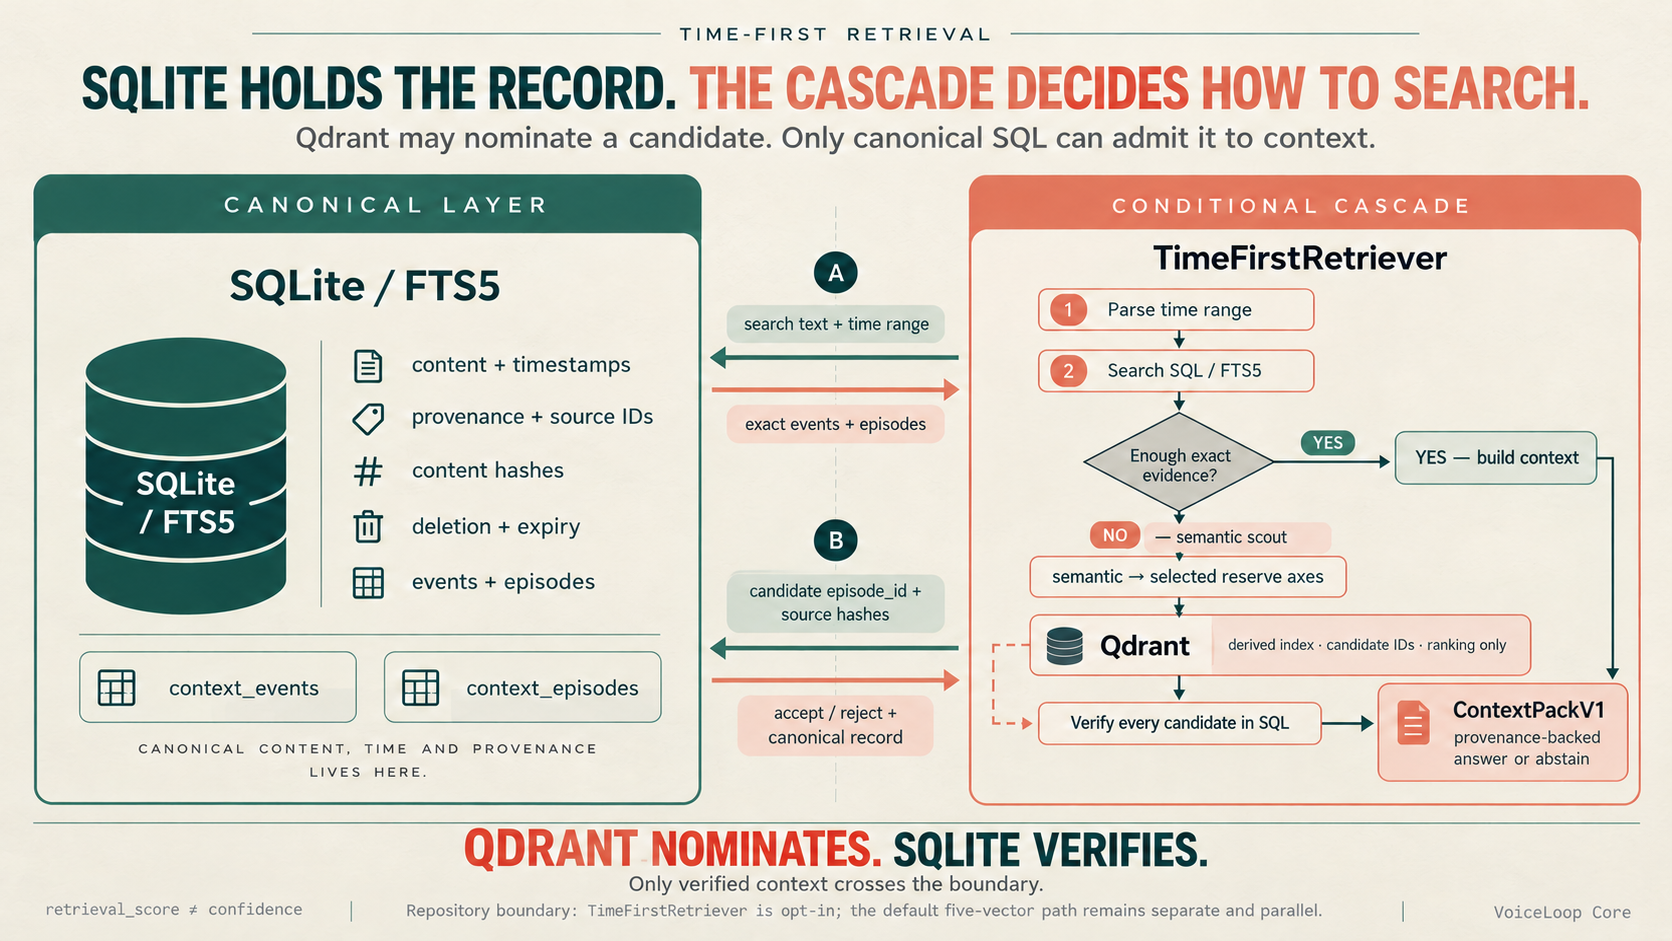 TIME-FIRST RETRIEVAL
SQLITE HOLDS THE RECORD. THE CASCADE DECIDES HOW TO SEARCH.
Qdrant may nominate a candidate. Only canonical SQL can admit it to context.
CANONICAL LAYER
SQLite / FTS5
SQLite
/ FTS5
content + timestamps
provenance + source IDs
content hashes
deletion + expiry
events + episodes
context_events
context_episodes
CANONICAL CONTENT, TIME AND PROVENANCE
LIVES HERE.
A
search text + time range
exact events + episodes
B
candidate episode_id +
source hashes
accept / reject +
canonical record
CONDITIONAL CASCADE
TimeFirstRetriever
1 Parse time range
2 Search SQL / FTS5
Enough exact
evidence?
YES
YES — build context
NO — semantic scout
semantic → selected reserve axes
Qdrant derived index · candidate IDs · ranking only
Verify every candidate in SQL
ContextPackV1
provenance-backed
answer or abstain
QDRANT NOMINATES. SQLITE VERIFIES.
Only verified context crosses the boundary.
retrieval_score ≠ confidence
Repository boundary: TimeFirstRetriever is opt-in; the default five-vector path remains separate and parallel.
VoiceLoop Core